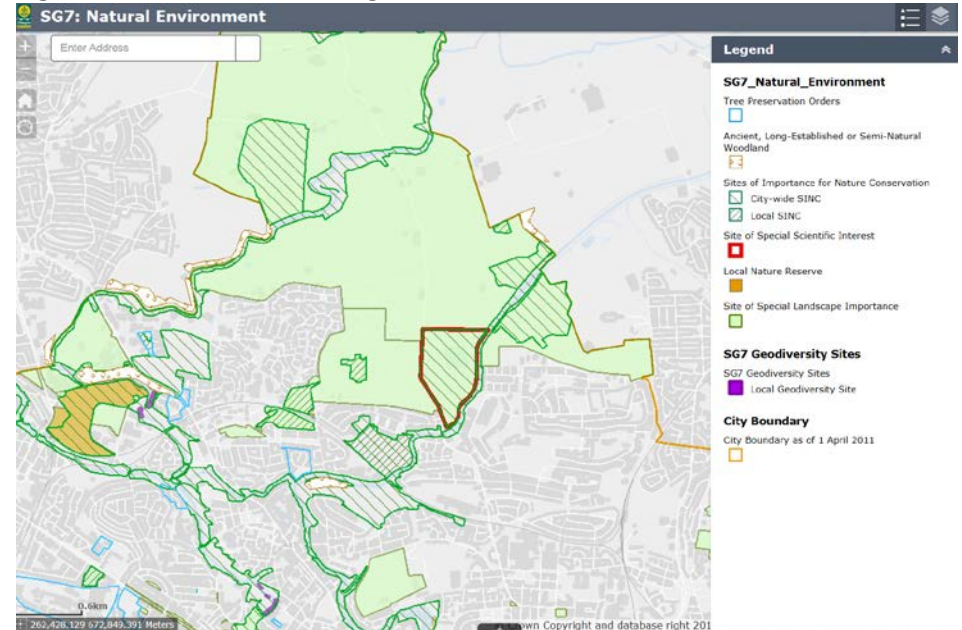 SG7: Natural Environment
Enter Address
Legend
SG7_Natural_Environment
Tree Preservation Orders
Ancient, Long-Established or Semi-Natural
Woodland
Sites of Importance for Nature Conservation
City-wide SINC
Local SINC
Site of Special Scientific Interest
Local Nature Reserve
Site of Special Landscape Importance
SG7 Geodiversity Sites
SG7 Geodiversity Sites
Local Geodiversity Site
City Boundary
City Boundary as of 1 April 2011
0.6km
262,428.129 672,849.391 Meters
own Copyright and database right 201